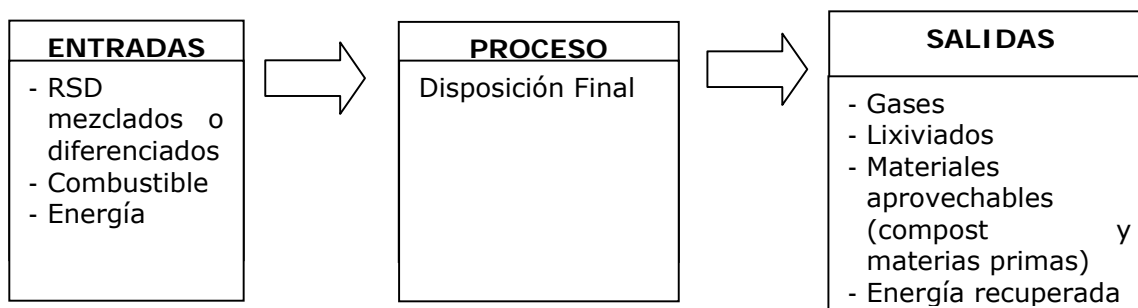 ENTRADAS
- RSD
mezclados o
diferenciados
- Combustible
- Energía
PROCESO
Disposición Final
SALIDAS
- Gases
- Lixiviados
- Materiales
aprovechables
(compost y
materias primas)
- Energía recuperada